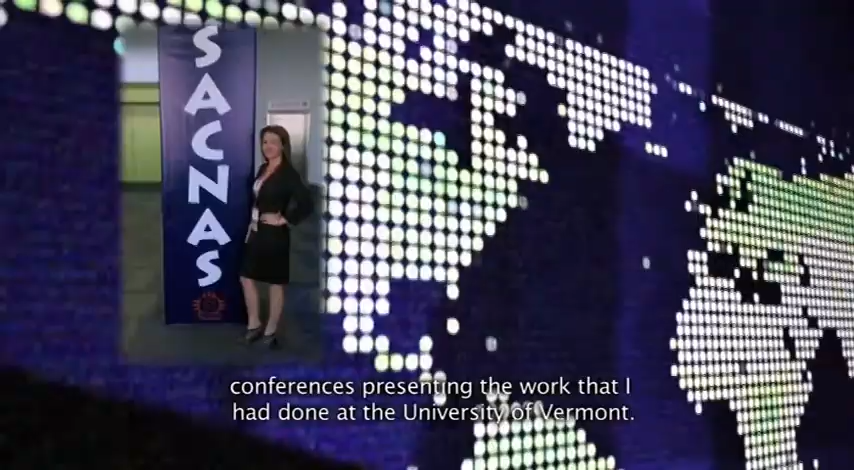 SACNAS
conferences presenting the work that I
had done at the University of Vermont.